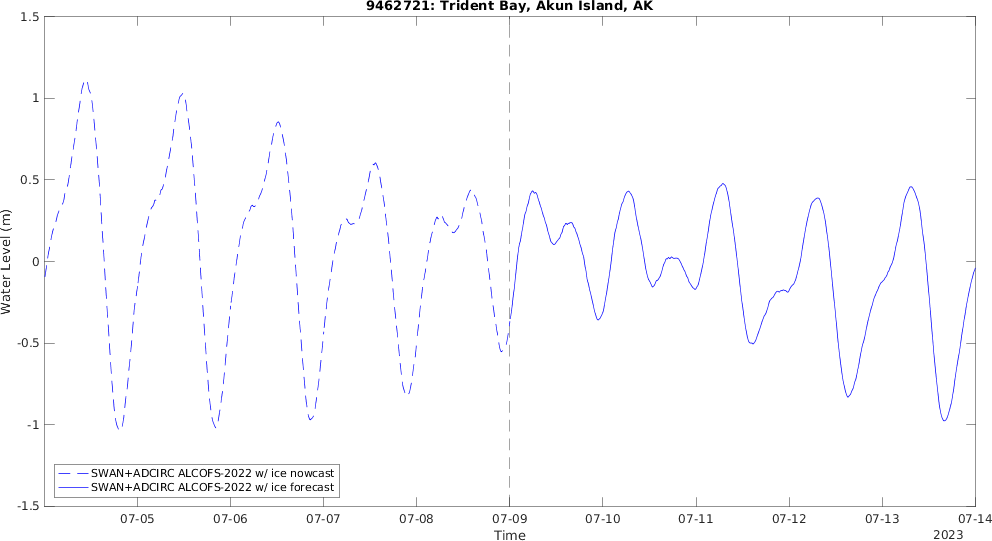 9462721: Trident Bay, Akun Island, AK
1.5
1
0.5
0
-0.5
-1
-1.5
Water Level (m)
SWAN+ADCIRC ALCOFS-2022 w/ ice nowcast
SWAN+ADCIRC ALCOFS-2022 w/ ice forecast
07-05 07-06 07-07 07-08 07-09 07-10 07-11 07-12 07-13 07-14
Time
2023